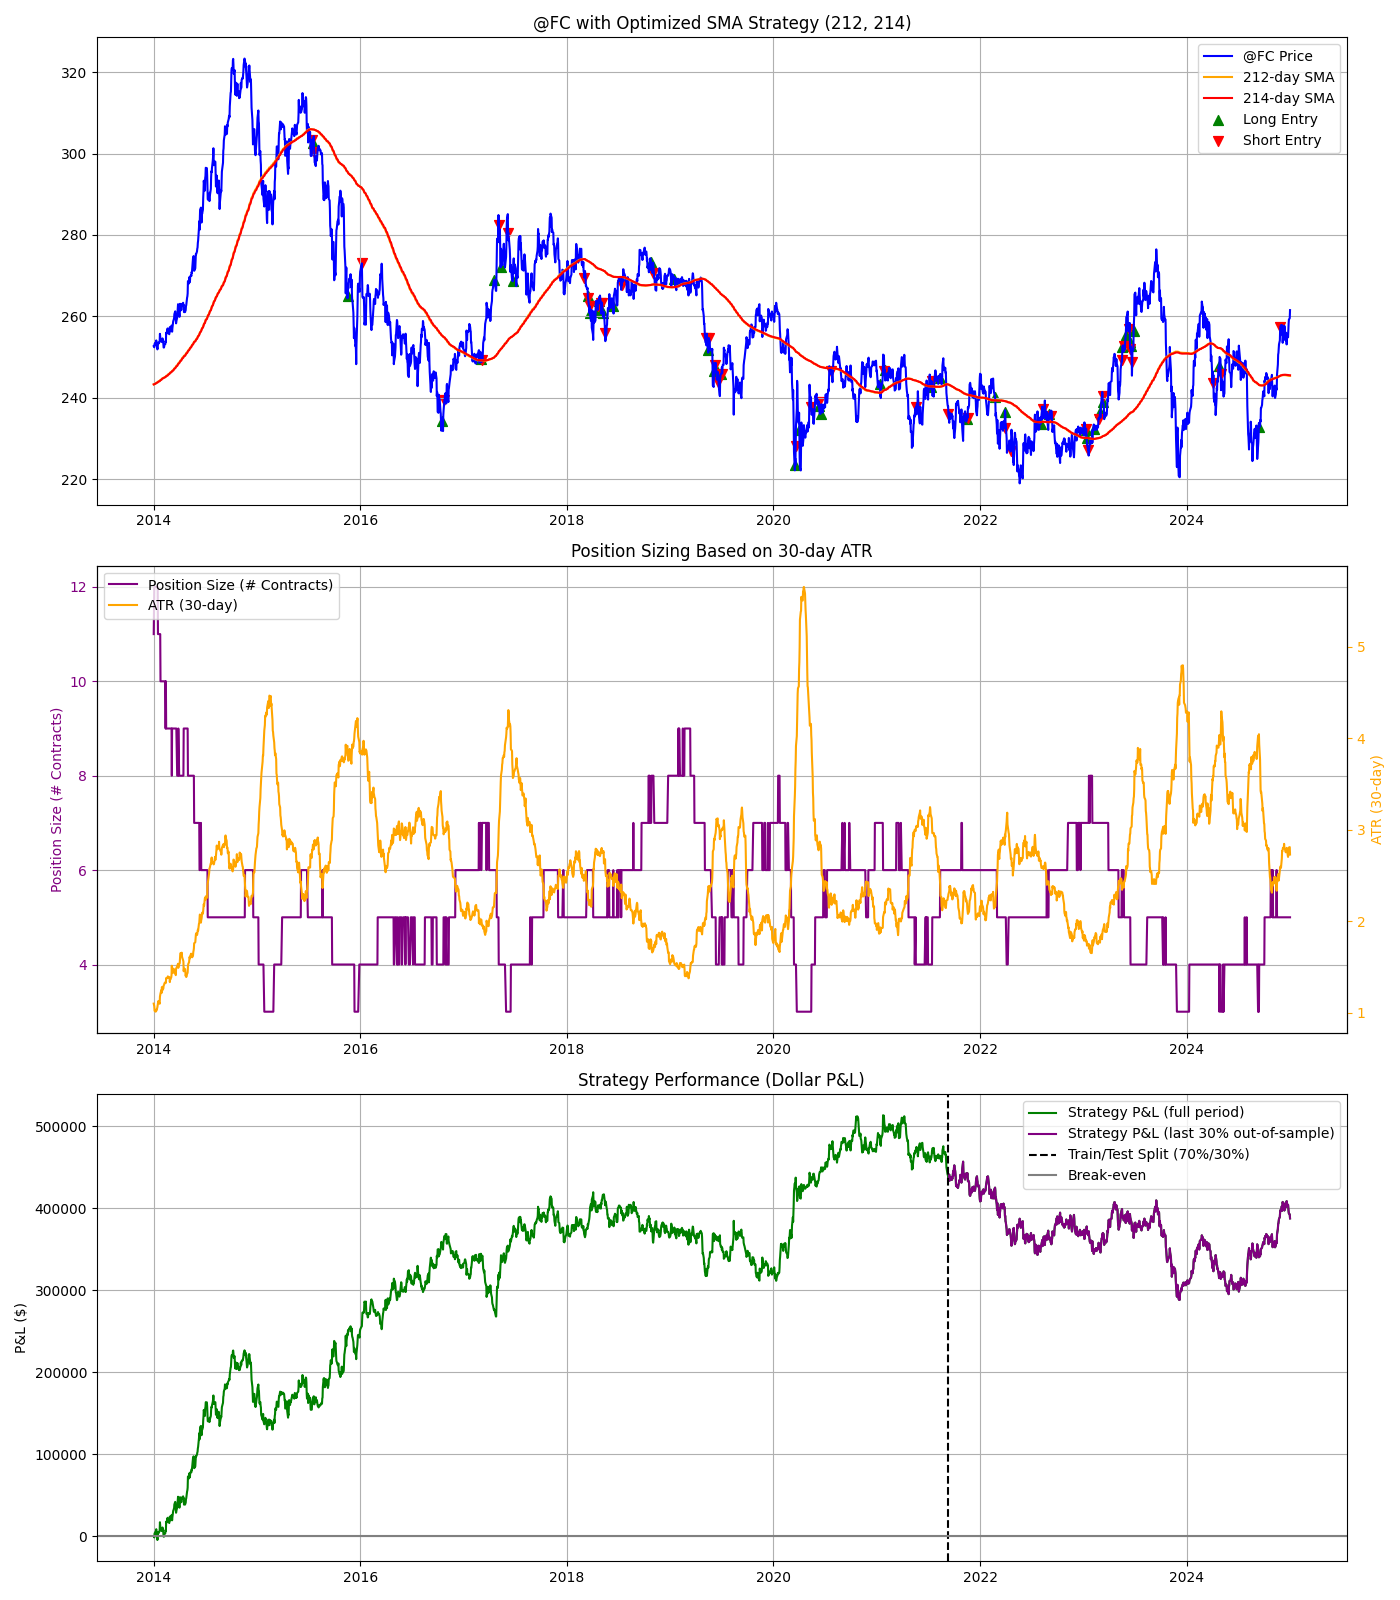 @FC with Optimized SMA Strategy (212, 214)
@FC Price
212-day SMA
214-day SMA
Long Entry
Short Entry
320
300
280
260
240
220
2014 2016 2018 2020 2022 2024
Position Sizing Based on 30-day ATR
Position Size (# Contracts)
ATR (30-day)
Position Size (# Contracts)
12
10
8
6
4
5
4
3
2
1
ATR (30-day)
2014 2016 2018 2020 2022 2024
Strategy Performance (Dollar P&L)
Strategy P&L (full period)
Strategy P&L (last 30% out-of-sample)
Train/Test Split (70%/30%)
Break-even
P&L ($)
500000
400000
300000
200000
100000
0
2014 2016 2018 2020 2022 2024